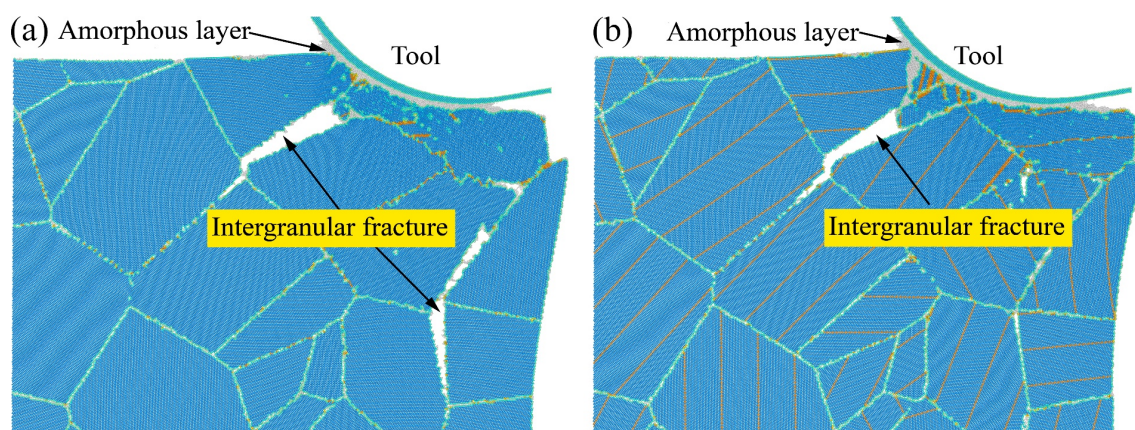 (a)
Amorphous layer
Tool
Intergranular fracture
(b)
Amorphous layer
Tool
Intergranular fracture